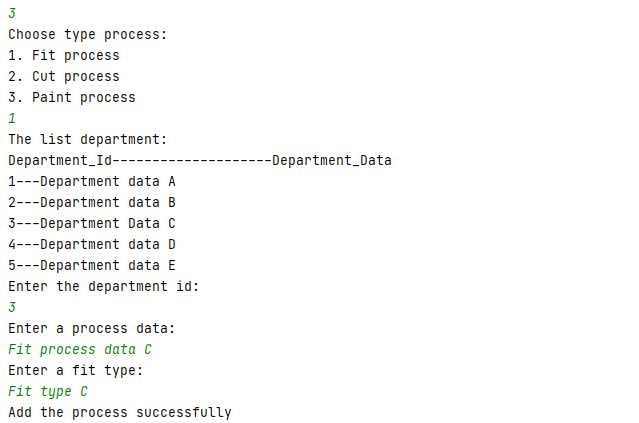 3
Choose type process:
1. Fit process
2. Cut process
3. Paint process
1
The list department:
Department_Id--------------------Department_Data
1---Department data A
2---Department data B
3---Department Data C
4---Department data D
5---Department data E
Enter the department id:
3
Enter a process data:
Fit process data C
Enter a fit type:
Fit type C
Add the process successfully